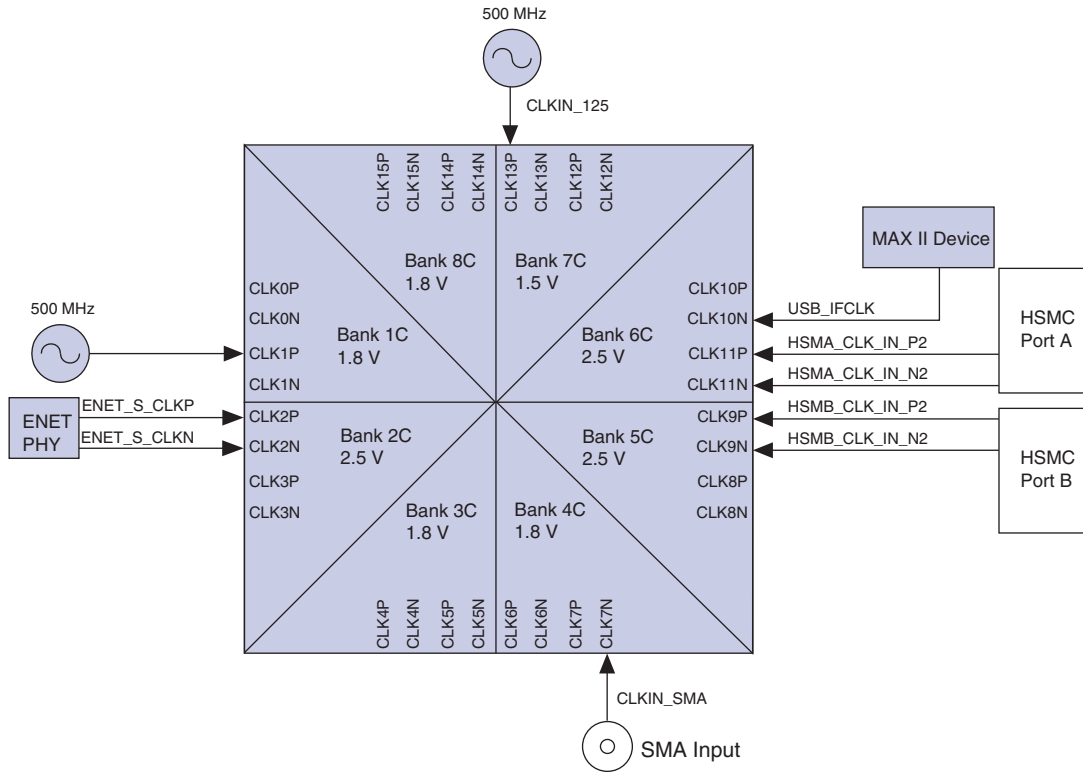 500 MHz
CLKIN_125
CLK15P
CLK15N
CLK14P
CLK14N
CLK13P
CLK13N
CLK12P
CLK12N
MAX II Device
Bank 8C
1.8 V
Bank 7C
1.5 V
500 MHz
CLK0P
CLK0N
CLK1P
CLK1N
Bank 1C
1.8 V
Bank 6C
2.5 V
CLK10P
CLK10N
CLK11P
CLK11N
USB_IFCLK
HSMA_CLK_IN_P2
HSMA_CLK_IN_N2
HSMC
Port A
ENET
PHY
ENET_S_CLKP
ENET_S_CLKN
CLK2P
CLK2N
CLK3P
CLK3N
Bank 2C
2.5 V
Bank 5C
2.5 V
CLK9P
CLK9N
CLK8P
CLK8N
HSMB_CLK_IN_P2
HSMB_CLK_IN_N2
HSMC
Port B
Bank 3C
1.8 V
Bank 4C
1.8 V
CLK4P
CLK4N
CLK5P
CLK5N
CLK6P
CLK6N
CLK7P
CLK7N
CLKIN_SMA
SMA Input